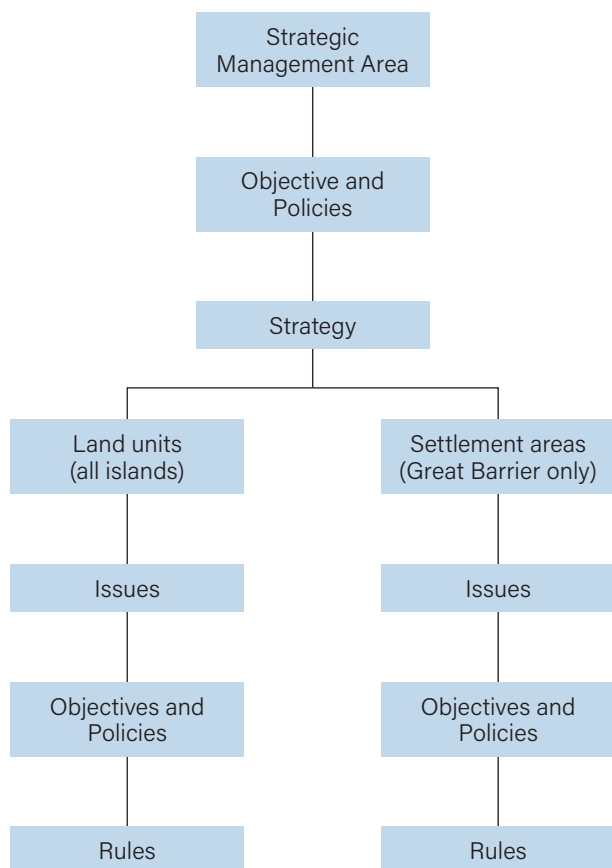 Strategic
Management Area
Objective and
Policies
Strategy
Land units
(all islands)
Settlement areas
(Great Barrier only)
Issues
Issues
Objectives and
Policies
Objectives and
Policies
Rules
Rules